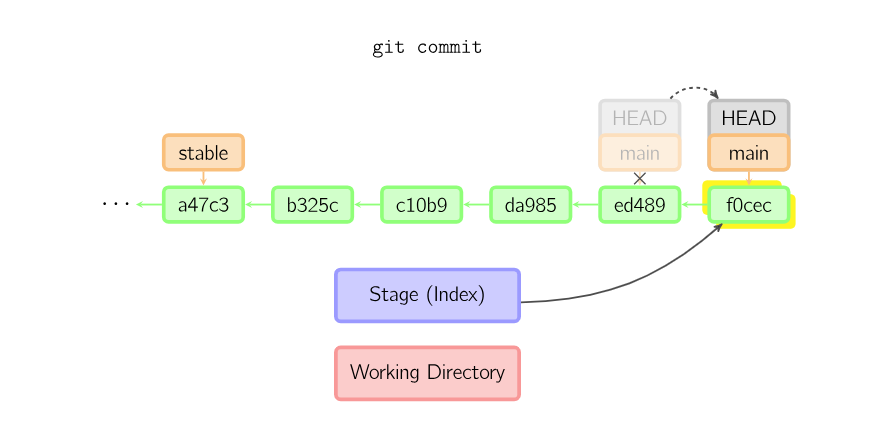 git commit
HEAD HEAD
stable main main
... a47c3 b325c c10b9 da985 ed489 f0cec
Stage (Index)
Working Directory